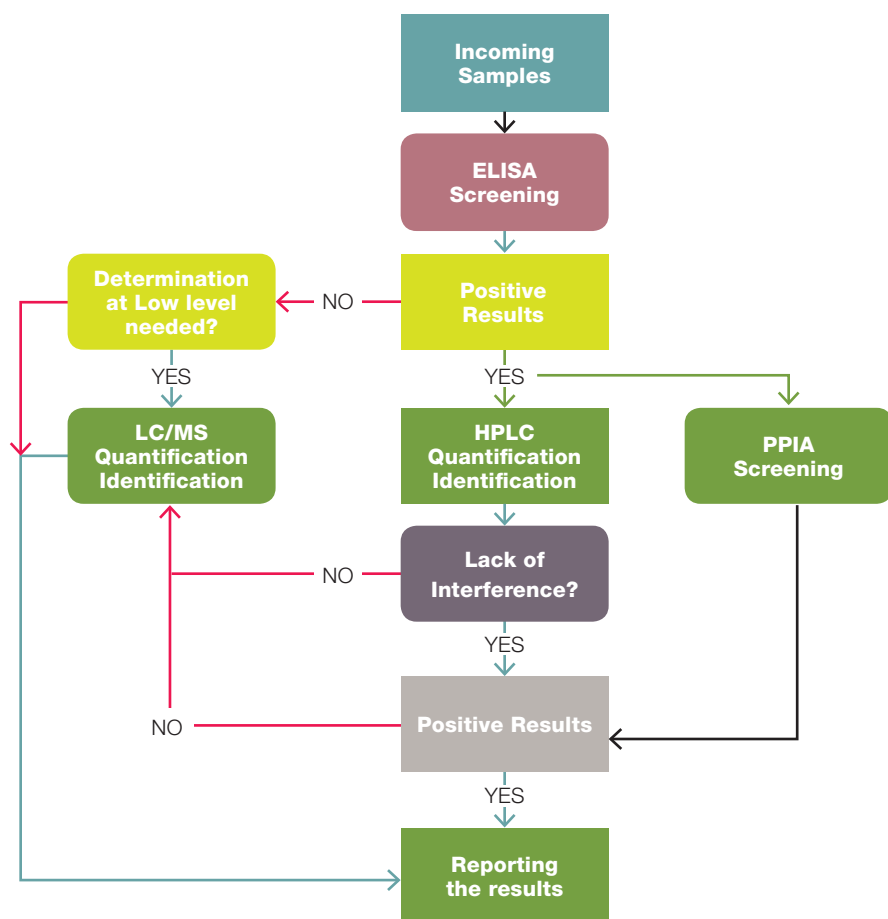 Incoming
Samples
ELISA
Screening
Determination
at Low level
needed?
NO
Positive
Results
YES
YES
LC/MS
Quantification
Identification
HPLC
Quantification
Identification
PPIA
Screening
NO
Lack of
Interference?
YES
NO
Positive Results
YES
Reporting
the results